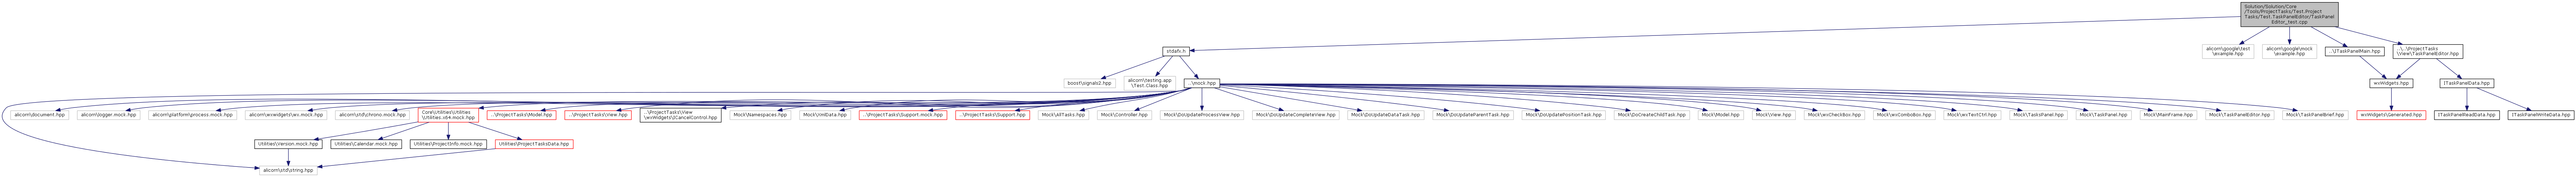 Solution/Solution/Core
/Tools/ProjectTasks/Test.Project
Tasks/Test.TaskPanelEditor/TaskPanel
Editor_test.cpp
stdafx.h
alicorn\google\test
\example.hpp
alicorn\google\mock
\example.hpp
..\ITaskPanelMain.hpp
..\..\ProjectTasks
\View\TaskPanelEditor.hpp
boost\signals2.hpp
alicorn\testing.app
\Test.Class.hpp
..\mock.hpp
wxWidgets.hpp
ITaskPanelData.hpp
alicorn\document.hpp
alicorn\logger.mock.hpp
alicorn\platform\process.mock.hpp
alicorn\wxwidgets\wx.mock.hpp
alicorn\std\chrono.mock.hpp
Core\Utilities\Utilities
\Utilities.x64.mock.hpp
..\ProjectTasks\Model.hpp
..\ProjectTasks\View.hpp
..\ProjectTasks\View
\wxWidgets\ICancelControl.hpp
Mock\Namespaces.hpp
Mock\XmlData.hpp
..\ProjectTasks\Support.mock.hpp
..\ProjectTasks\Support.hpp
Mock\AllTasks.hpp
Mock\Controller.hpp
Mock\DoUpdateProcessView.hpp
Mock\DoUpdateCompleteView.hpp
Mock\DoUpdateDataTask.hpp
Mock\DoUpdateParentTask.hpp
Mock\DoUpdatePositionTask.hpp
Mock\DoCreateChildTask.hpp
Mock\Model.hpp
Mock\View.hpp
Mock\wxCheckBox.hpp
Mock\wxComboBox.hpp
Mock\wxTextCtrl.hpp
Mock\TasksPanel.hpp
Mock\TaskPanel.hpp
Mock\MainFrame.hpp
Mock\TaskPanelEditor.hpp
Mock\TaskPanelBrief.hpp
wxWidgets\Generated.hpp
ITaskPanelReadData.hpp
ITaskPanelWriteData.hpp
Utilities\Version.mock.hpp
Utilities\Calendar.mock.hpp
Utilities\ProjectInfo.mock.hpp
Utilities\ProjectTasksData.hpp
alicorn\std\string.hpp